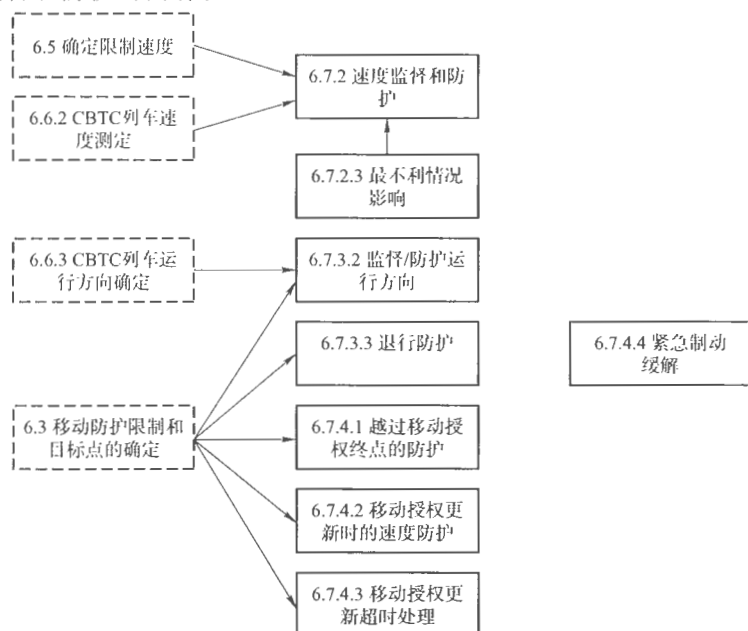 6.5 确定限制速度
6.7.2 速度监督和防
护
6.6.2 CBTC列车速
度测定
6.7.2.3 最不利情况
影响
6.6.3 CBTC列车运
行方向确定
6.7.3.2 监督/防护运
行方向
6.7.3.3 退行防护
6.7.4.4 紧急制动
缓解
6.3 移动防护限制和
目标点的确定
6.7.4.1 越过移动授
权终点的防护
6.7.4.2 移动授权更
新时的速度防护
6.7.4.3 移动授权更
新超时处理